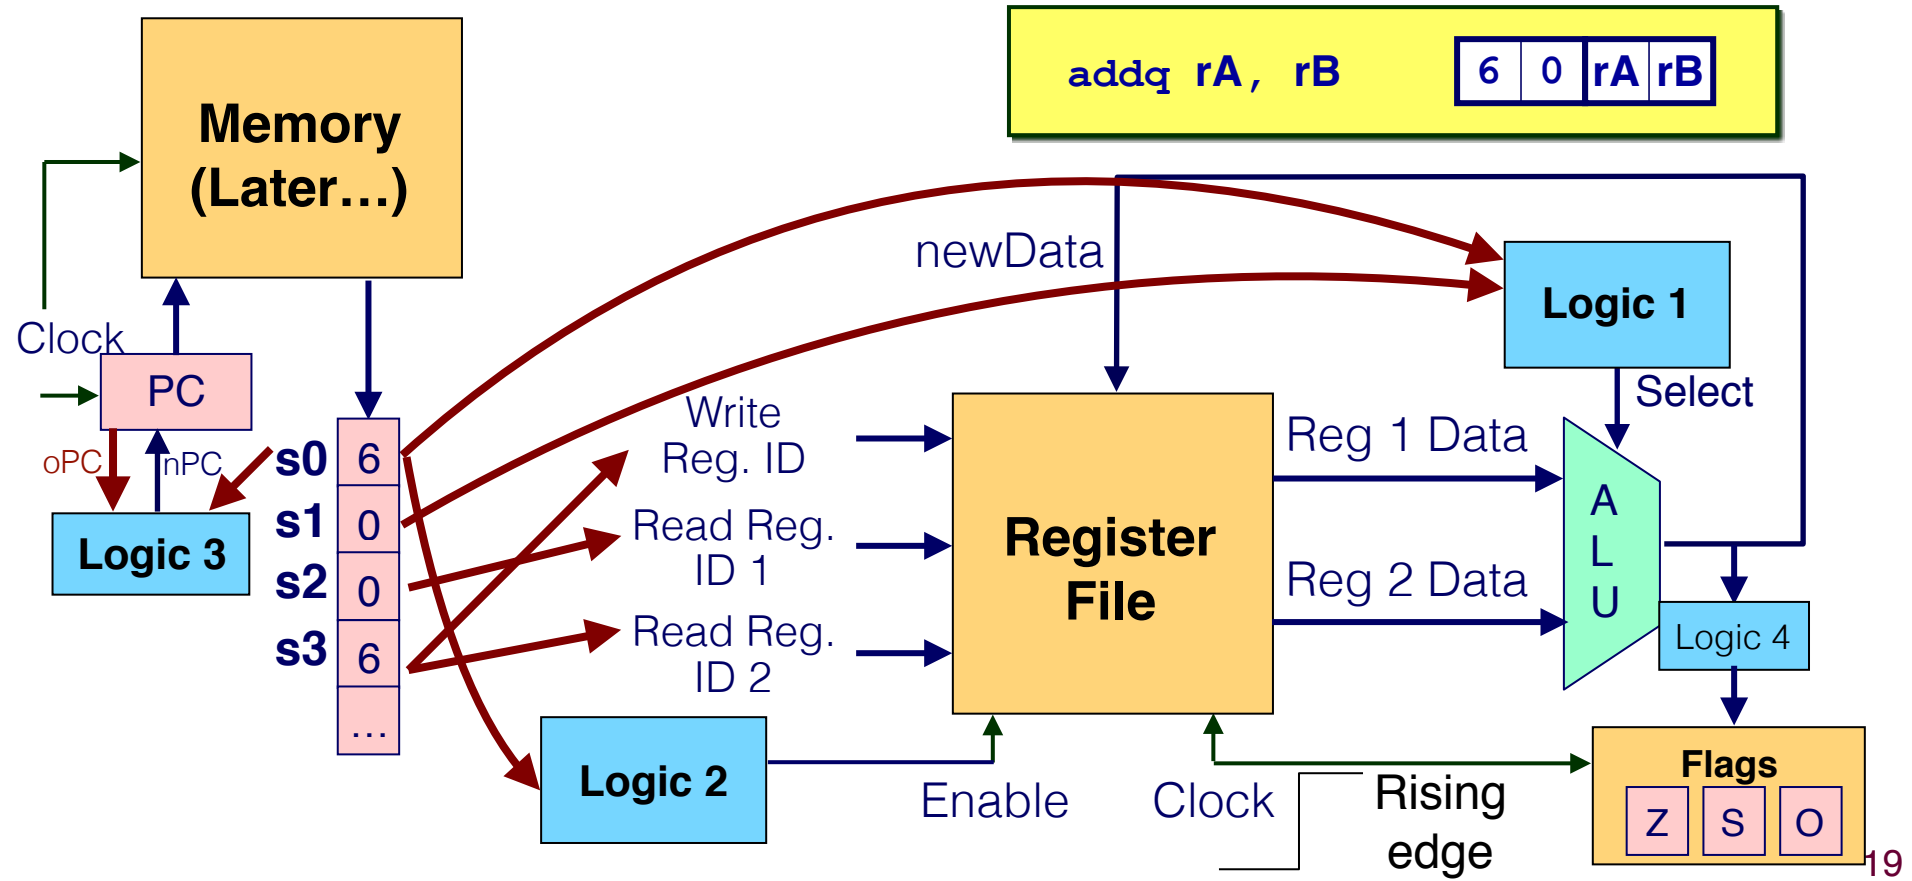 addq rA, rB
6 0 rA rB
Memory
(Later…)
newData
Logic 1
Clock
PC
Select
Write
Reg. ID
Reg 1 Data
oPC
nPC
s0 6
s1 0
s2 0
s3 6
...
Logic 3
Read Reg.
ID 1
Register
File
A
L
U
Reg 2 Data
Read Reg.
ID 2
Logic 4
Logic 2
Enable
Clock
Rising
edge
Flags
Z S O
19